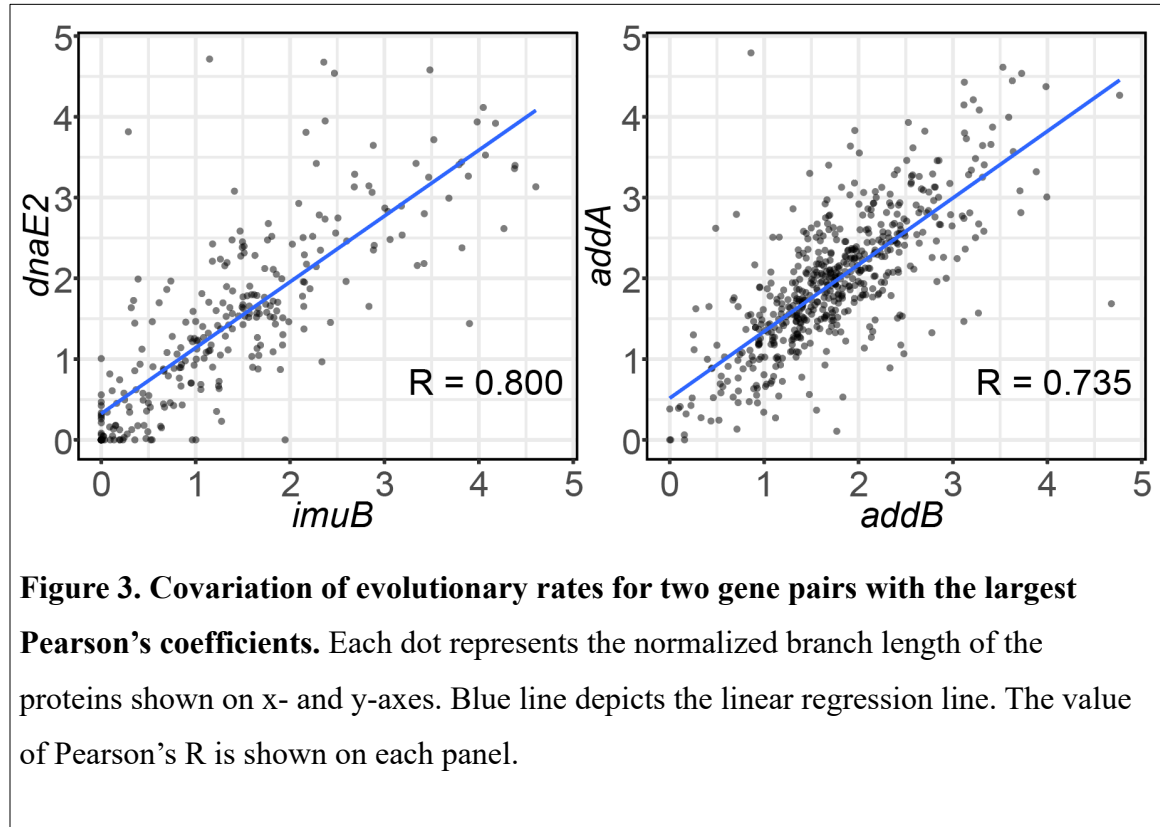 5
4
3
2
1
0
dnaE2
R = 0.800
0 1 2 3 4 5
imuB
5
4
3
2
1
0
addA
R = 0.735
0 1 2 3 4 5
addB
Figure 3. Covariation of evolutionary rates for two gene pairs with the largest
Pearson’s coefficients. Each dot represents the normalized branch length of the
proteins shown on x- and y-axes. Blue line depicts the linear regression line. The value
of Pearson’s R is shown on each panel.